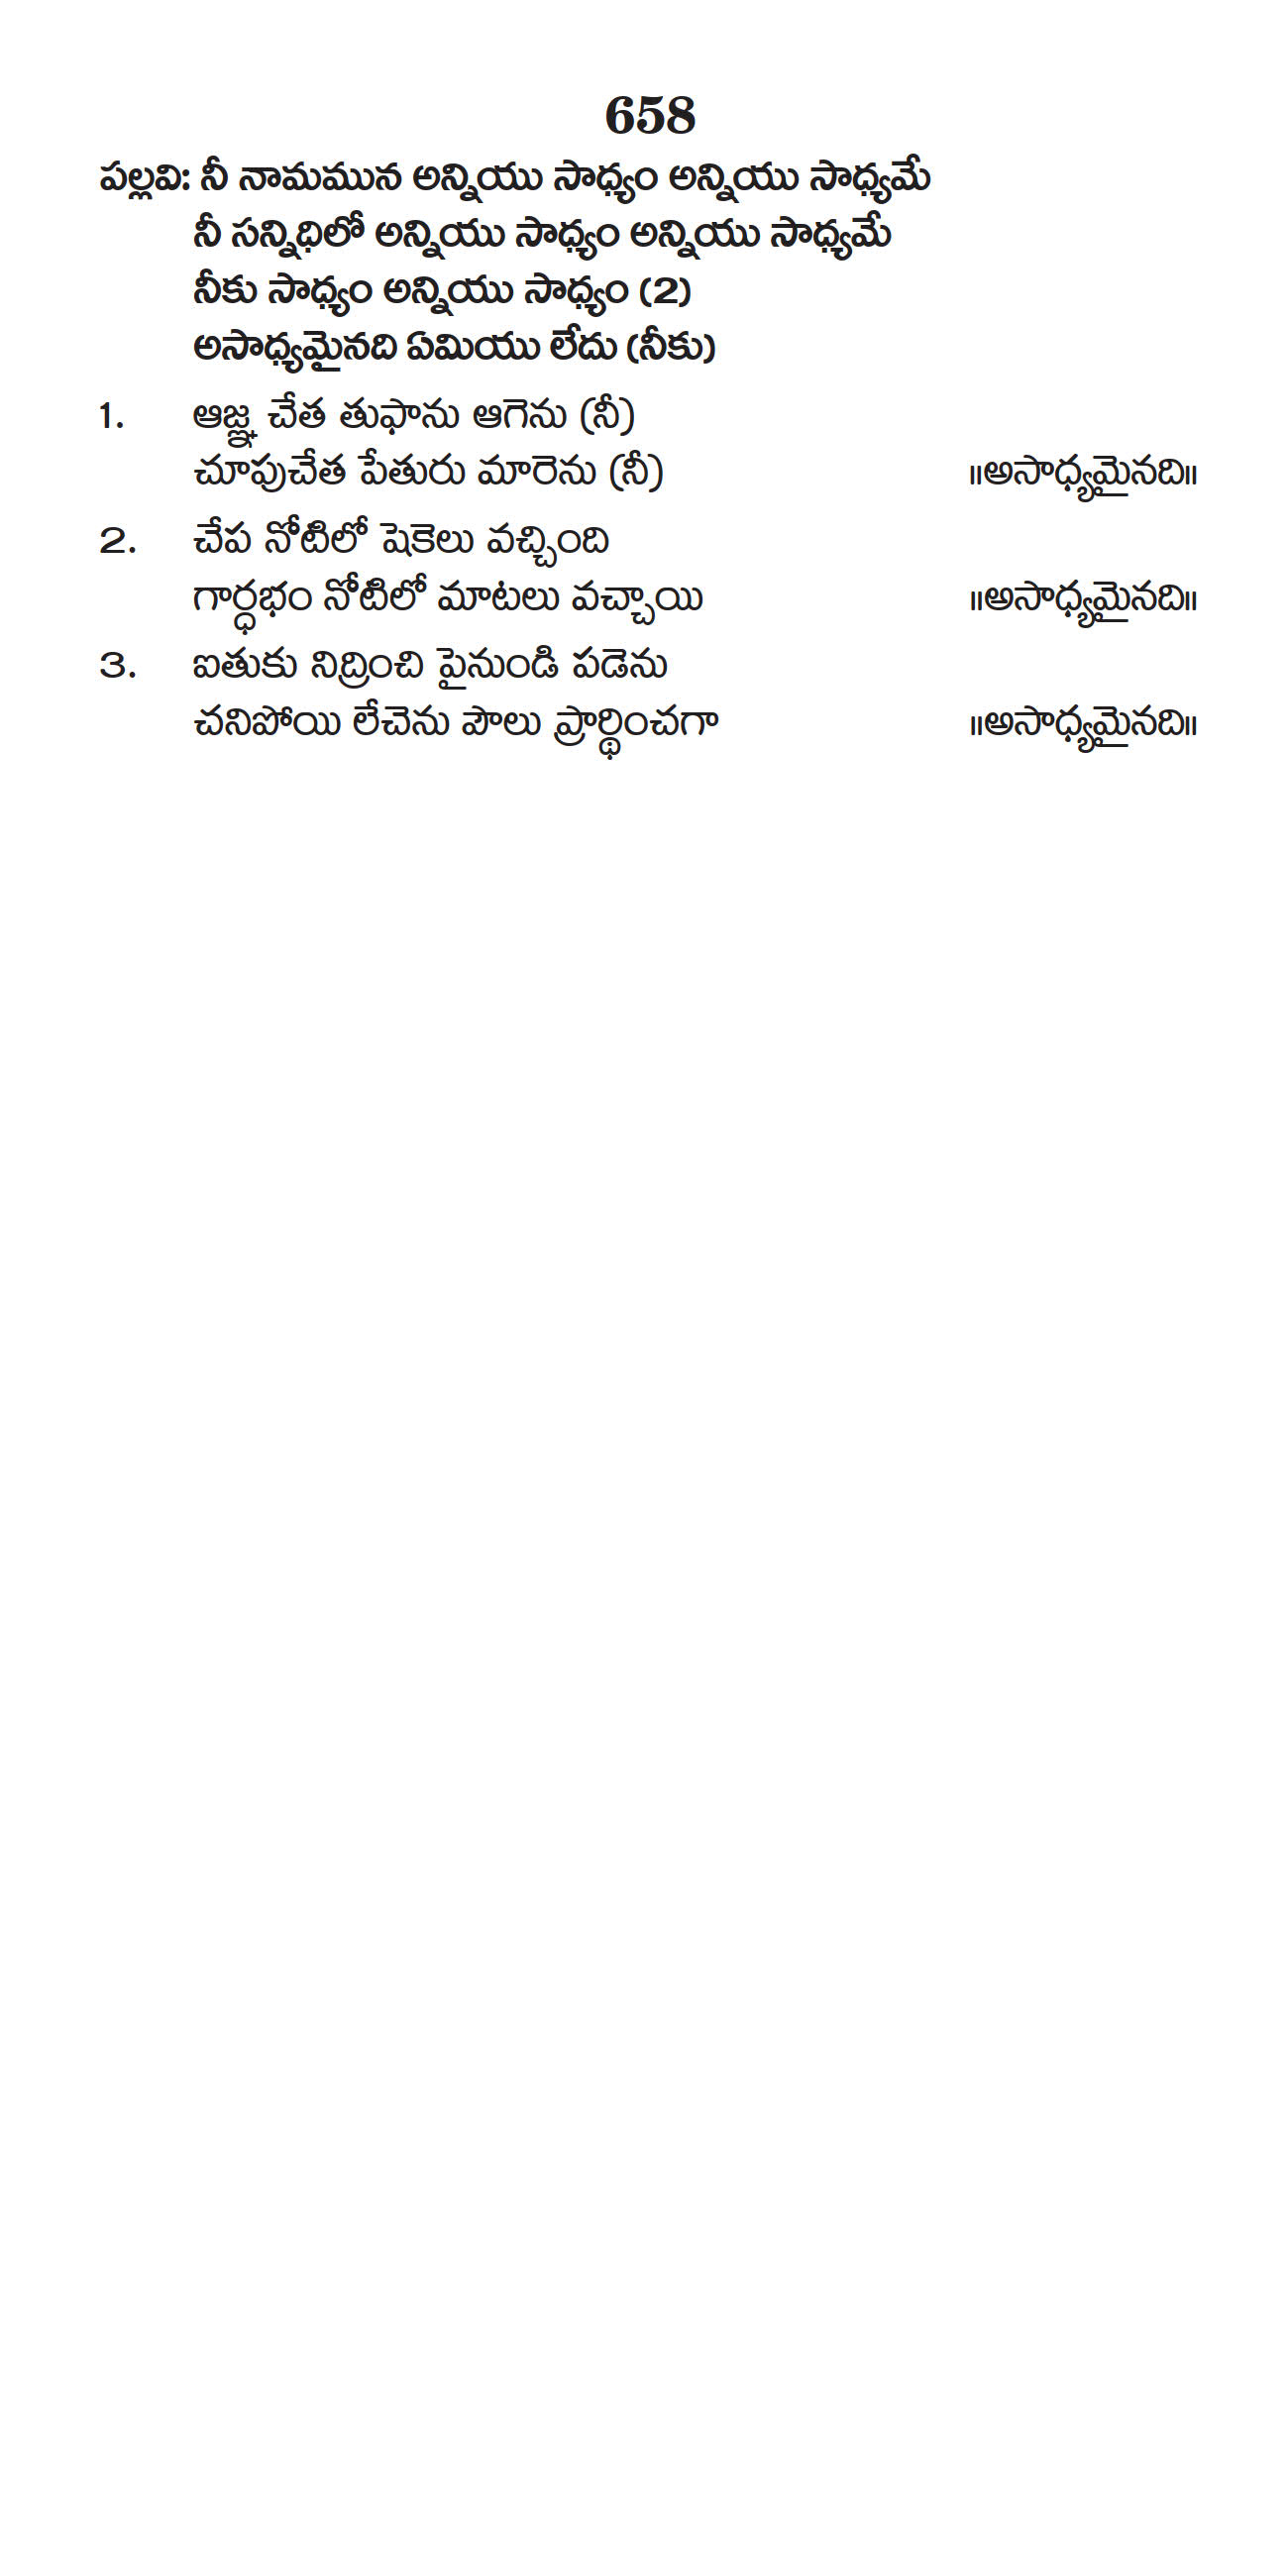 658
పల్లవి: నీ నామమున అన్నియు సాధ్యం అన్నియు సాధ్యమే
నీ సన్నిధిలో అన్నియు సాధ్యం అన్నియు సాధ్యమే
నీకు సాధ్యం అన్నియు సాధ్యం (2)
అసాధ్యమైనది ఏమియు లేదు (నీకు)
1. ఆజ్ఞ చేత తుఫాను ఆగెను (నీ)
చూపుచేత పేతురు మారెను (నీ) ॥అసాధ్యమైనది॥
2. చేప నోటిలో షెకెలు వచ్చింది
గార్ధభం నోటిలో మాటలు వచ్చాయి ॥అసాధ్యమైనది॥
3. ఐతుకు నిద్రించి పైనుండి పడెను
చనిపోయి లేచెను పౌలు ప్రార్థించగా ॥అసాధ్యమైనది॥